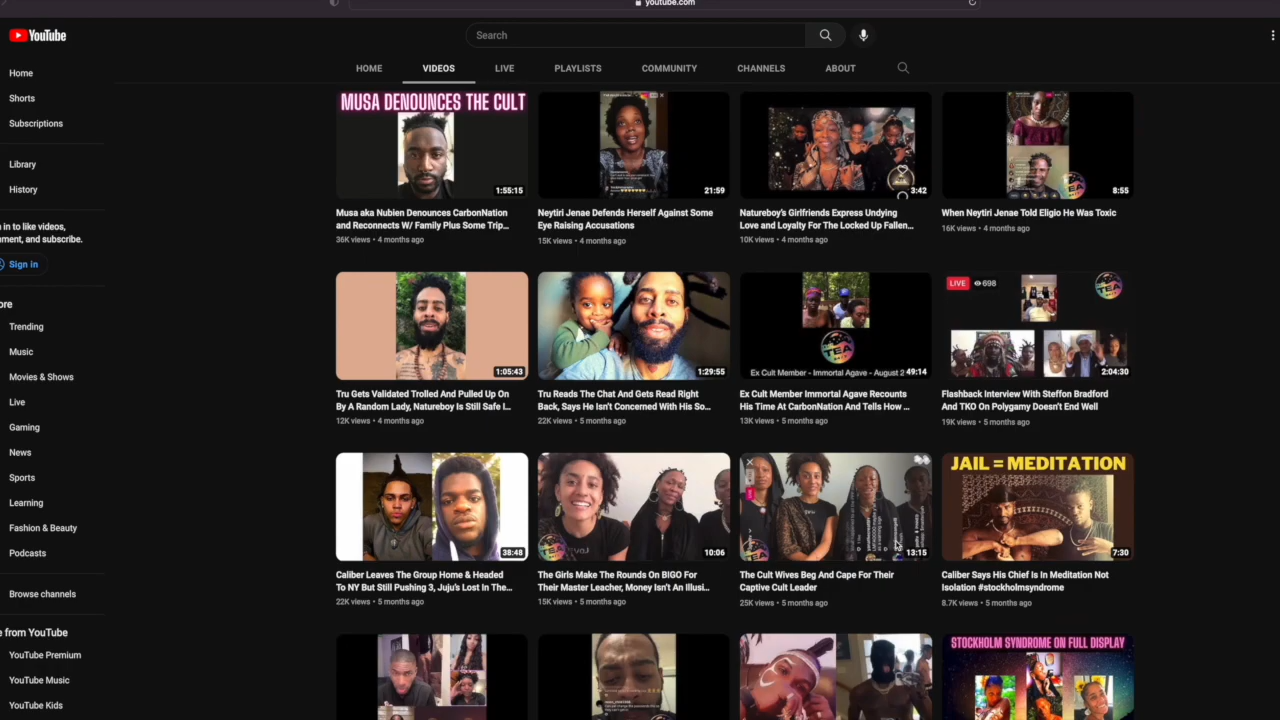 youtube.com
YouTube
Search
HOME
VIDEOS
LIVE
PLAYLISTS
COMMUNITY
CHANNELS
ABOUT
Home
Shorts
Subscriptions
Library
History
in to like videos,
ment, and subscribe.
Sign in
ore
Trending
Music
Movies & Shows
Live
Gaming
News
Sports
Learning
Fashion & Beauty
Podcasts
Browse channels
e from YouTube
YouTube Premium
YouTube Music
YouTube Kids
MUSA DENOUNCES THE CULT
1:55:15
Musa aka Nubien Denounces CarbonNation
and Reconnects W/ Family Plus Some Trip...
36K views • 4 months ago
21:59
Neytiri Jenae Defends Herself Against Some
Eye Raising Accusations
15K views • 4 months ago
3:42
Natureboy's Girlfriends Express Undying
Love and Loyalty For The Locked Up Fallen...
10K views • 4 months ago
8:55
When Neytiri Jenae Told Eligio He Was Toxic
16K views • 4 months ago
1:05:43
Tru Gets Validated Trolled And Pulled Up On
By A Random Lady, Natureboy Is Still Safe I...
12K views • 4 months ago
1:29:55
Tru Reads The Chat And Gets Read Right
Back, Says He Isn't Concerned With His So...
22K views • 5 months ago
TEA
Ex Cult Member - Immortal Agave - August 2
49:14
Ex Cult Member Immortal Agave Recounts
His Time At CarbonNation And Tells How ...
13K views • 5 months ago
LIVE
698
2:04:30
Flashback Interview With Steffon Bradford
And TKO On Polygamy Doesn't End Well
19K views • 5 months ago
38:48
Caliber Leaves The Group Home & Headed
To NY But Still Pushing 3, Juju's Lost In The...
22K views • 5 months ago
10:06
The Girls Make The Rounds On BIGO For
Their Master Leacher, Money Isn't An Illusi...
15K views • 5 months ago
TEA
13:15
The Cult Wives Beg And Cape For Their
Captive Cult Leader
25K views • 5 months ago
JAIL = MEDITATION
7:30
Caliber Says His Chief Is In Meditation Not
Isolation #stockholmsyndrome
8.7K views • 5 months ago
STOCKHOLM SYNDROME ON FULL DISPLAY